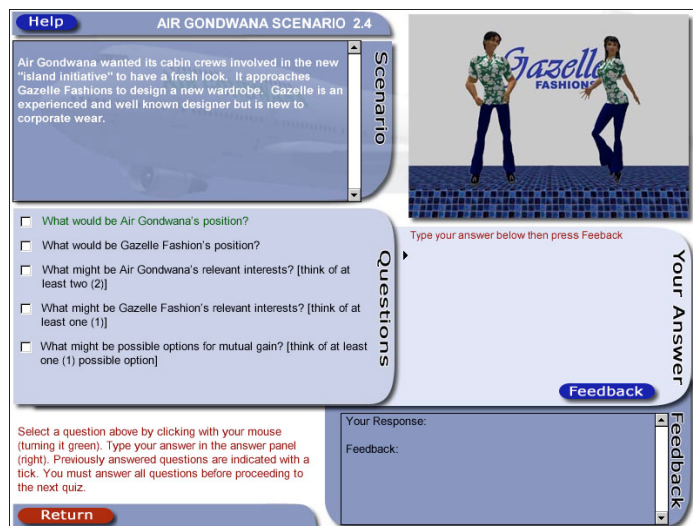 Help
AIR GONDWANA SCENARIO 2.4
Air Gondwana wanted its cabin crews involved in the new
"island initiative" to have a fresh look.  It approaches
Gazelle Fashions to design a new wardrobe.  Gazelle is an
experienced and well known designer but is new to
corporate wear.
Scenario
Gazelle
FASHIONS
What would be Air Gondwana's position?
What would be Gazelle Fashion's position?
What might be Air Gondwana's relevant interests? [think of at
least two (2)]
What might be Gazelle Fashion's relevant interests? [think of at
least one (1)]
What might be possible options for mutual gain? [think of at least
one (1) possible option]
Questions
Type your answer below then press Feeback
Your Answer
Feedback
Select a question above by clicking with your mouse
(turning it green). Type your answer in the answer panel
(right). Previously answered questions are indicated with a
tick. You must answer all questions before proceeding to
the next quiz.
Your Response:
Feedback:
Feedback
Return